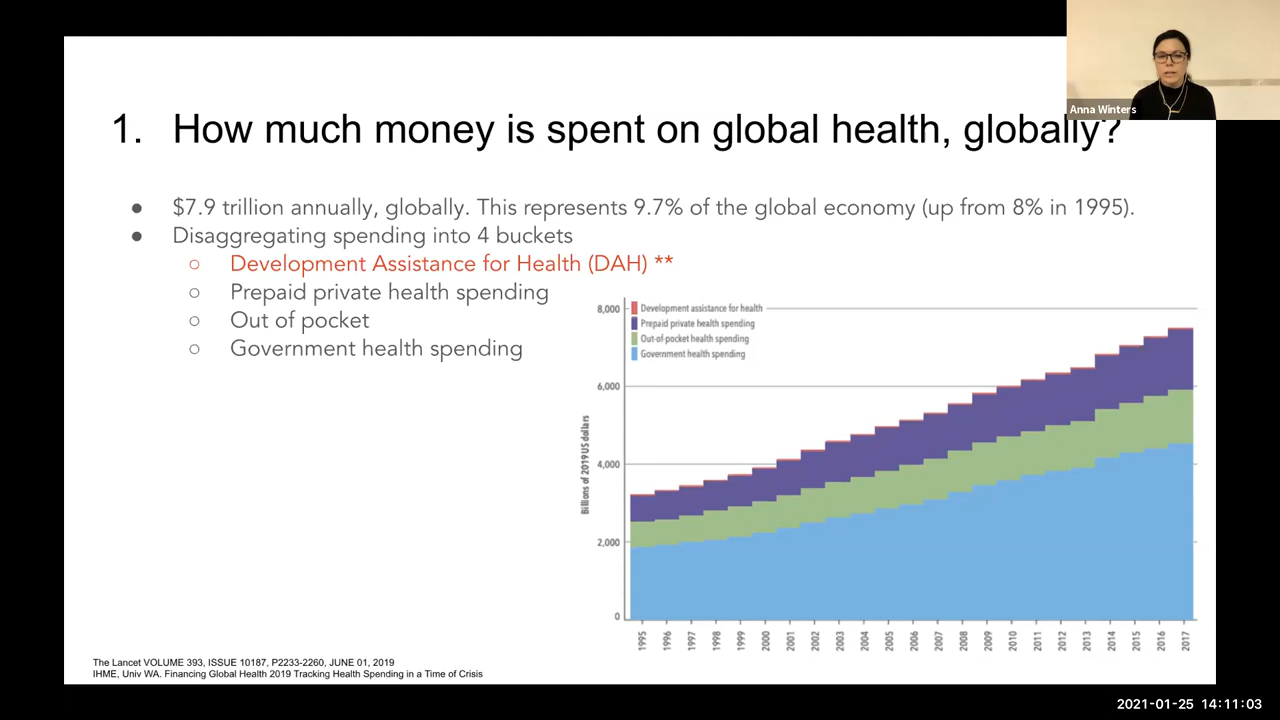 Anna Winters
1. How much money is spent on global health, globally?
● $7.9 trillion annually, globally. This represents 9.7% of the global economy (up from 8% in 1995).
● Disaggregating spending into 4 buckets
○ Development Assistance for Health (DAH) **
○ Prepaid private health spending
○ Out of pocket
○ Government health spending
Development assistance for health
Prepaid private health spending
Out-of-pocket health spending
Government health spending
8,000
6,000
4,000
2,000
0
Billions of 2019 US dollars
1995 1996 1997 1998 1999 2000 2001 2002 2003 2004 2005 2006 2007 2008 2009 2010 2011 2012 2013 2014 2015 2016 2017
The Lancet VOLUME 393, ISSUE 10187, P2233-2260, JUNE 01, 2019
IHME, Univ WA. Financing Global Health 2019 Tracking Health Spending in a Time of Crisis
2021-01-25 14:11:03